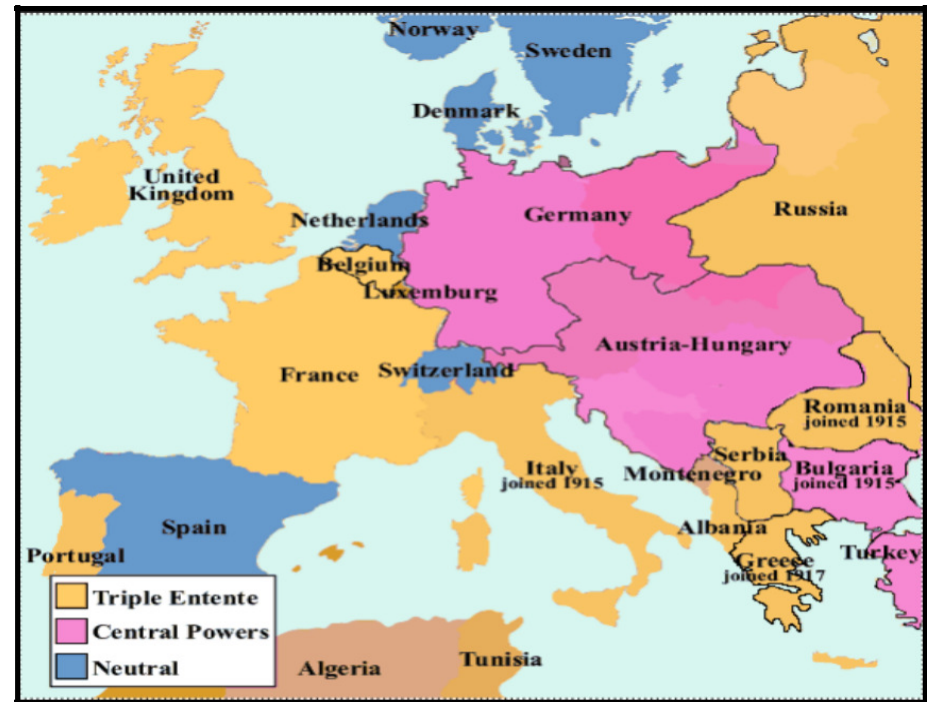 Norway
Sweden
Denmark
United
Kingdom
Netherlands
Germany
Russia
Belgium
Luxemburg
Austria-Hungary
France
Switzerland
Romania
joined 1915
Serbia
Italy
joined 1915
Montenegro
Bulgaria
joined 1915
Spain
Albania
Portugal
Greece
joined 1917
Turkey
Triple Entente
Central Powers
Neutral
Algeria
Tunisia